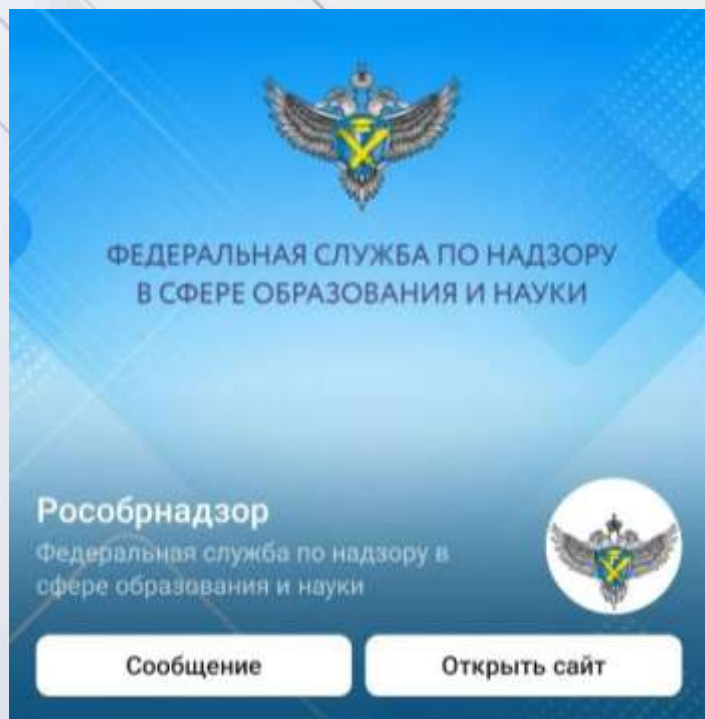 ФЕДЕРАЛЬНАЯ СЛУЖБА ПО НАДЗОРУ
В СФЕРЕ ОБРАЗОВАНИЯ И НАУКИ
Рособрнадзор
Федеральная служба по надзору в
сфере образования и науки
Сообщение
Открыть сайт